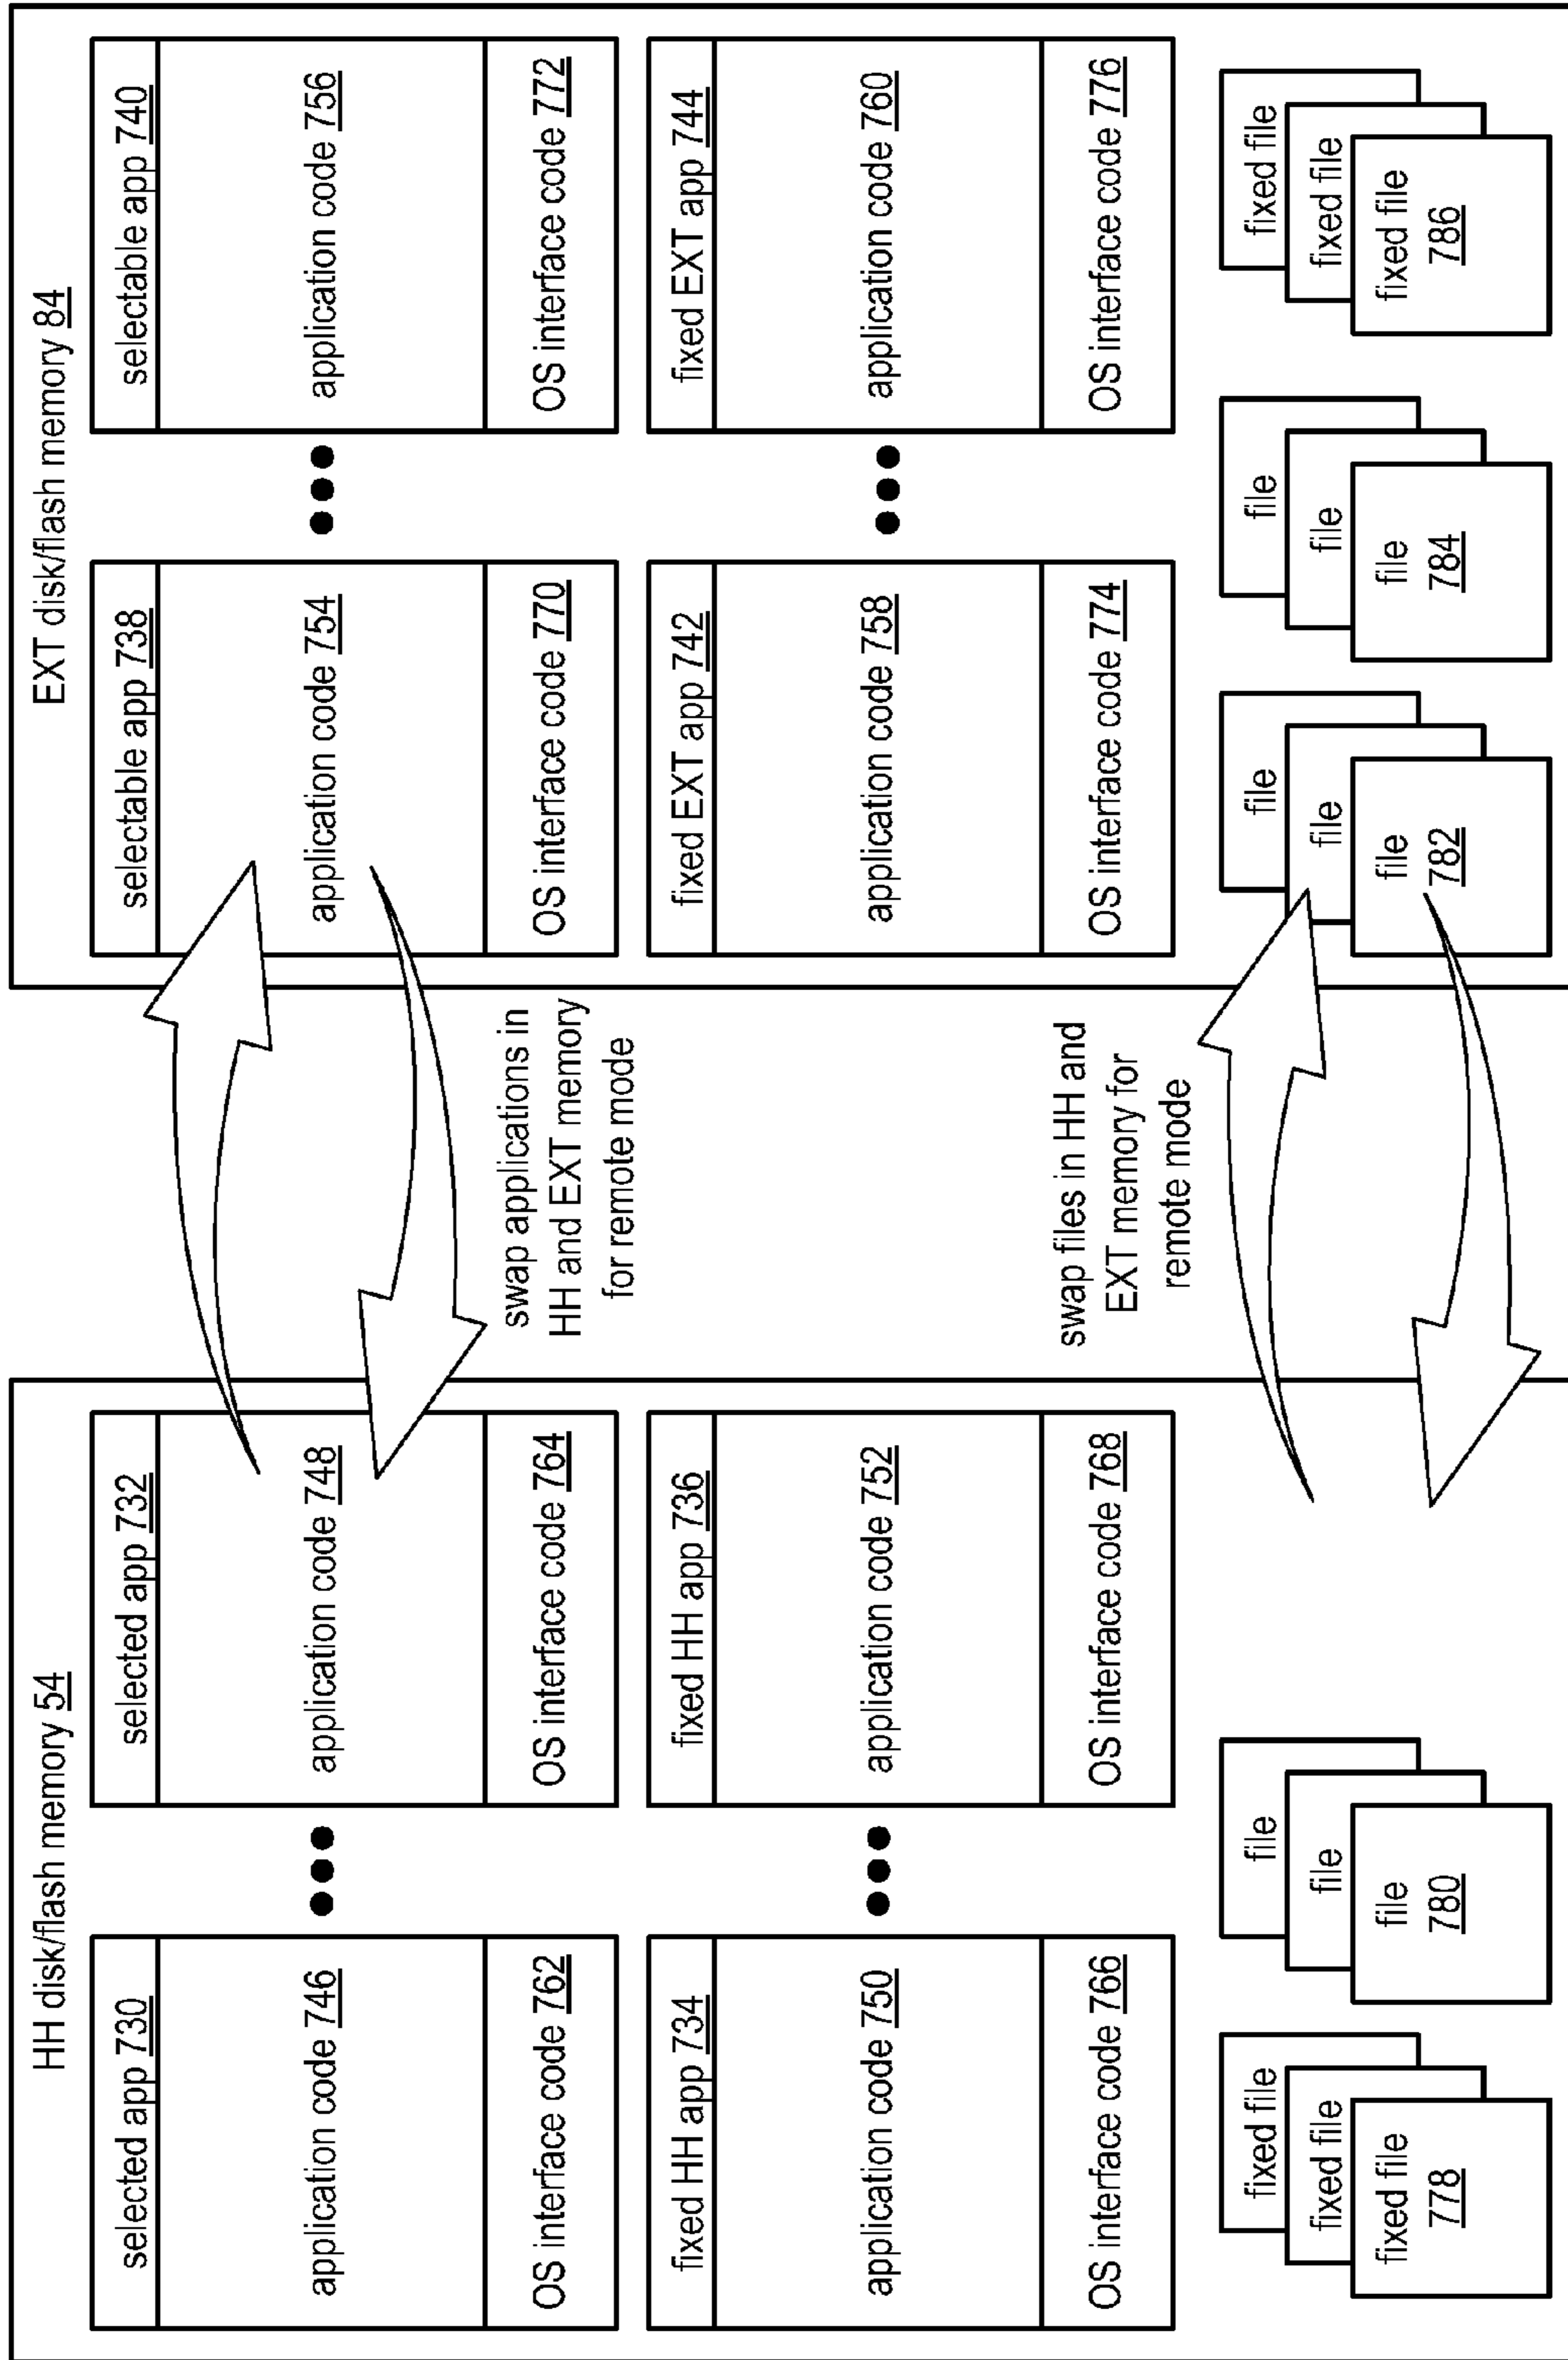 HH disk/flash memory 54
selected app 730
application code 746
OS interface code 762
selected app 732
application code 748
OS interface code 764
fixed HH app 734
application code 750
OS interface code 766
fixed HH app 736
application code 752
OS interface code 768
fixed file
fixed file
fixed file
778
file
file
file
780
swap applications in
HH and EXT memory
for remote mode
swap files in HH and
EXT memory for
remote mode
EXT disk/flash memory 84
selectable app 738
application code 754
OS interface code 770
selectable app 740
application code 756
OS interface code 772
fixed EXT app 742
application code 758
OS interface code 774
fixed EXT app 744
application code 760
OS interface code 776
file
file
file
782
file
file
file
784
fixed file
fixed file
fixed file
786